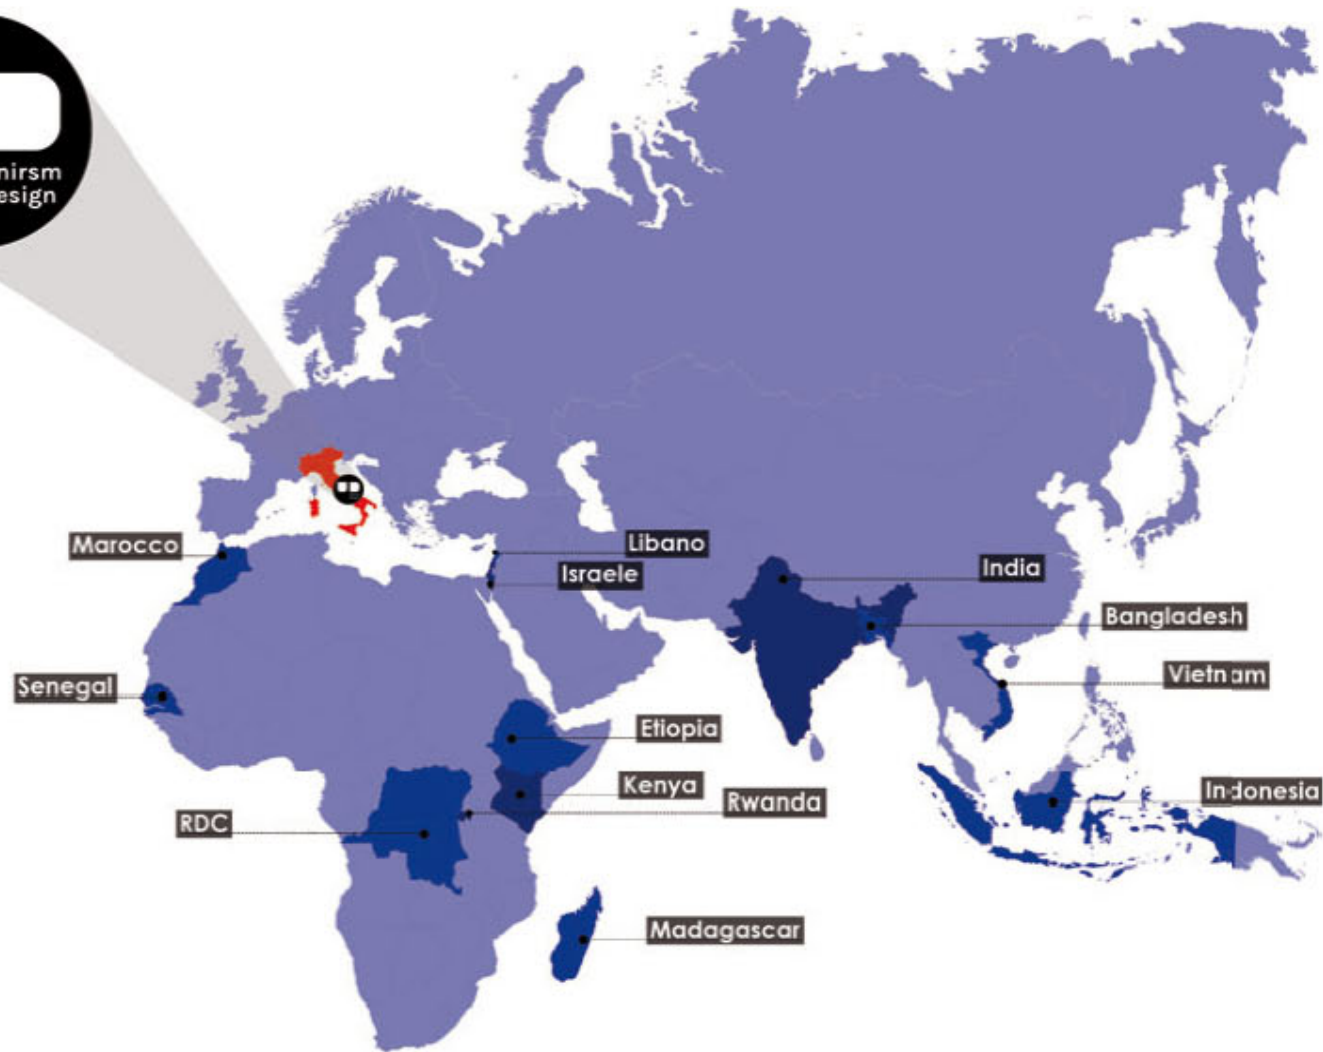 nirsm
esign
Marocco
Libano
Israele
India
Bangladesh
Senegal
Vietnam
Etiopia
Kenya
Rwanda
Indonesia
RDC
Madagascar